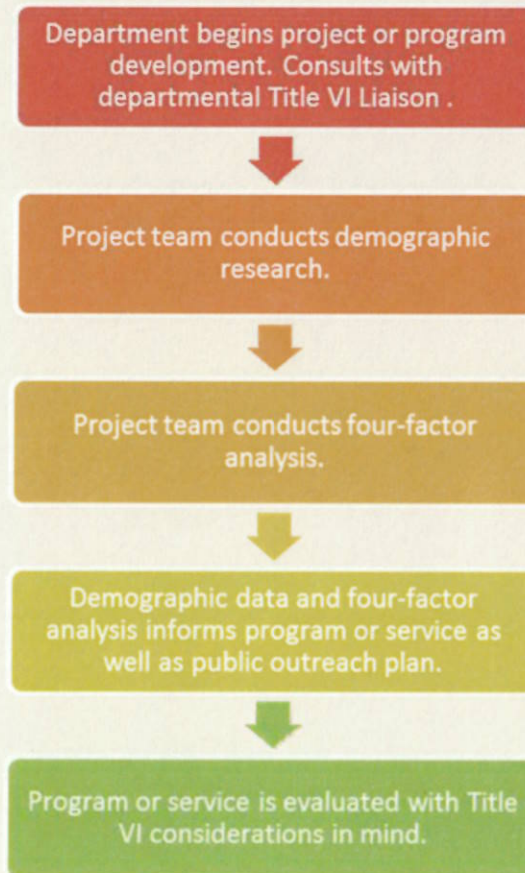 Department begins project or program
development. Consults with
departmental Title VI Liaison .
Project team conducts demographic
research.
Project team conducts four-factor
analysis.
Demographic data and four-factor
analysis informs program or service as
well as public outreach plan.
Program or service is evaluated with Title
VI considerations in mind.